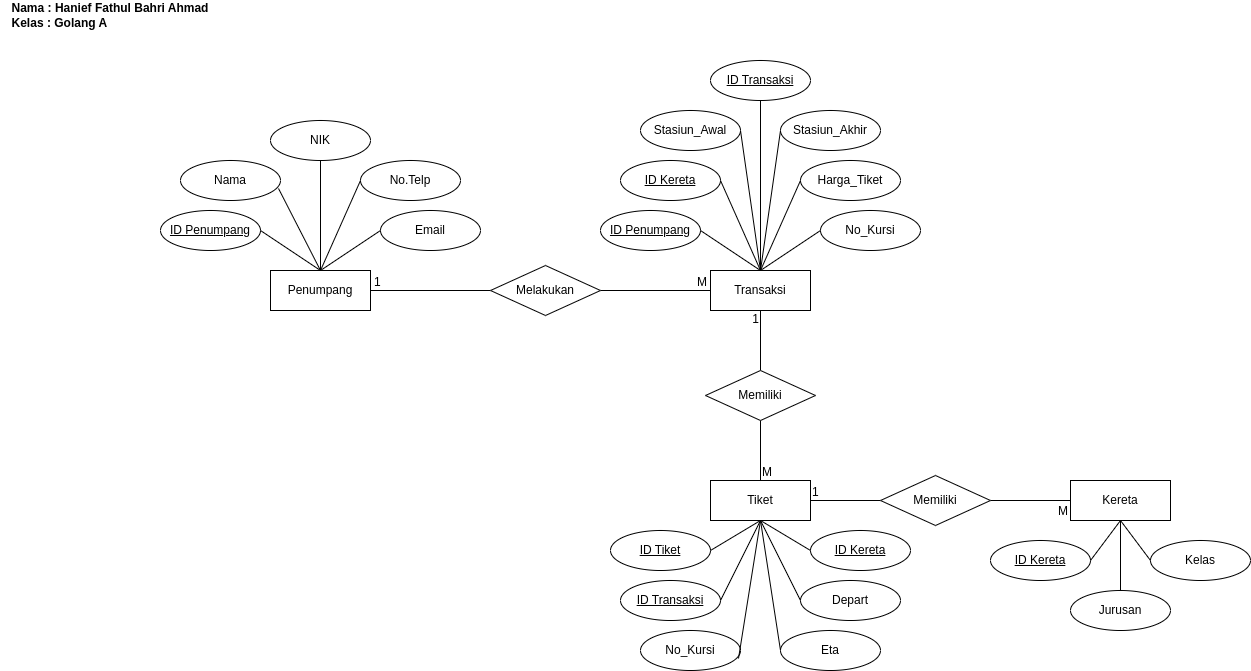 Nama : Hanief Fathul Bahri Ahmad
Kelas : Golang A
ID Transaksi
Stasiun_Awal
Stasiun_Akhir
NIK
Nama
No.Telp
ID Kereta
Harga_Tiket
ID Penumpang
Email
ID Penumpang
No_Kursi
Penumpang
1
Melakukan
M
Transaksi
1
Memiliki
M
Tiket
1
Memiliki
M
Kereta
ID Tiket
ID Kereta
ID Kereta
Kelas
ID Transaksi
Depart
Jurusan
No_Kursi
Eta